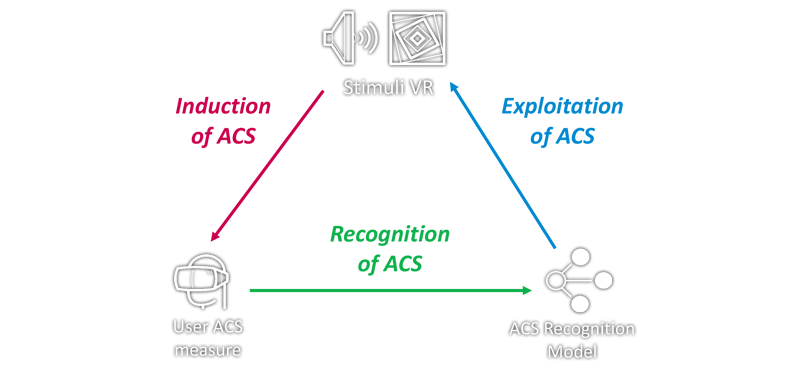 Stimuli VR
Induction
of ACS
Exploitation
of ACS
Recognition
of ACS
User ACS
measure
ACS Recognition
Model